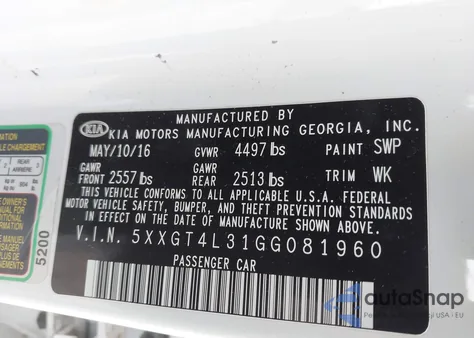 MANUFACTURED BY
KIA KIA MOTORS MANUFACTURING GEORGIA, INC.
MAY/10/16 GVWR 4497 lbs PAINT SWP
GAWR GAWR
FRONT 2557 lbs REAR 2513 lbs TRIM WK
THIS VEHICLE CONFORMS TO ALL APPLICABLE U.S.A. FEDERAL
MOTOR VEHICLE SAFETY, BUMPER, AND THEFT PREVENTION STANDARDS
IN EFFECT ON THE DATE OF MANUFACTURE SHOWN ABOVE.
V.I.N. 5XXGT4L31GG081960
PASSENGER CAR
5200
autoSnap